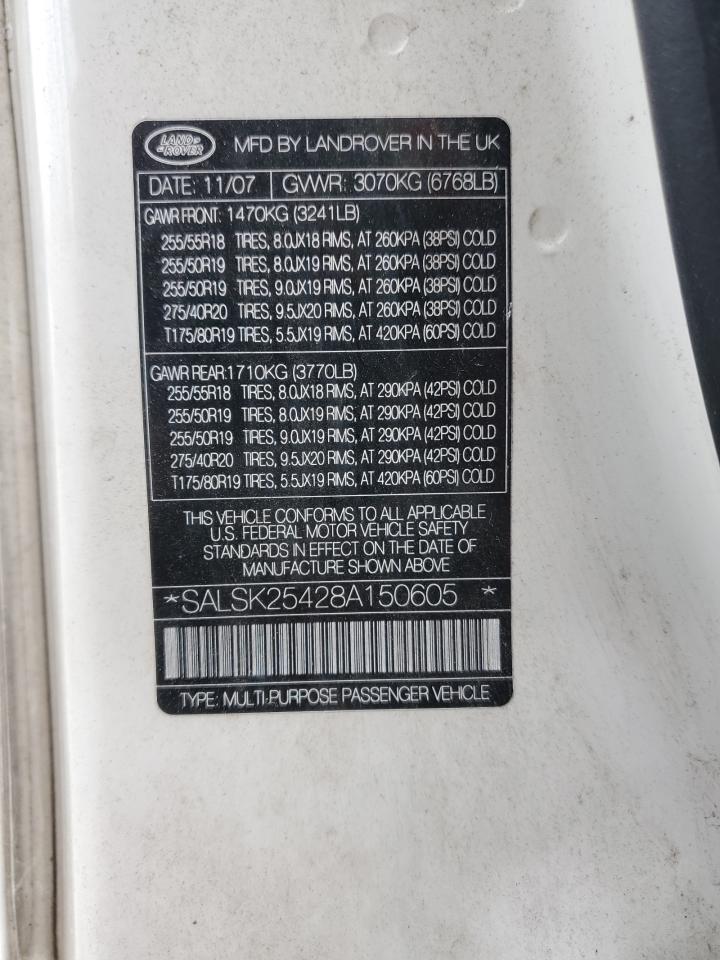 LAND ROVER MFD BY LANDROVER IN THE UK
DATE: 11/07 GVWR: 3070KG (6768LB)
GAWR FRONT: 1470KG (3241LB)
255/55R18 TIRES, 8.0JX18 RIMS, AT 260KPA (38PSI) COLD
255/50R19 TIRES, 8.0JX19 RIMS, AT 260KPA (38PSI) COLD
255/50R19 TIRES, 9.0JX19 RIMS, AT 260KPA (38PSI) COLD
275/40R20 TIRES, 9.5JX20 RIMS, AT 260KPA (38PSI) COLD
T175/80R19 TIRES, 5.5JX19 RIMS, AT 420KPA (60PSI) COLD
GAWR REAR:1710KG (3770LB)
255/55R18 TIRES, 8.0JX18 RIMS, AT 290KPA (42PSI) COLD
255/50R19 TIRES, 8.0JX19 RIMS, AT 290KPA (42PSI) COLD
255/50R19 TIRES, 9.0JX19 RIMS, AT 290KPA (42PSI) COLD
275/40R20 TIRES, 9.5JX20 RIMS, AT 290KPA (42PSI) COLD
T175/80R19 TIRES, 5.5JX19 RIMS, AT 420KPA (60PSI) COLD
THIS VEHICLE CONFORMS TO ALL APPLICABLE
U.S. FEDERAL MOTOR VEHICLE SAFETY
STANDARDS IN EFFECT ON THE DATE OF
MANUFACTURE SHOWN ABOVE
*SALSK25428A150605 *
TYPE: MULTI PURPOSE PASSENGER VEHICLE